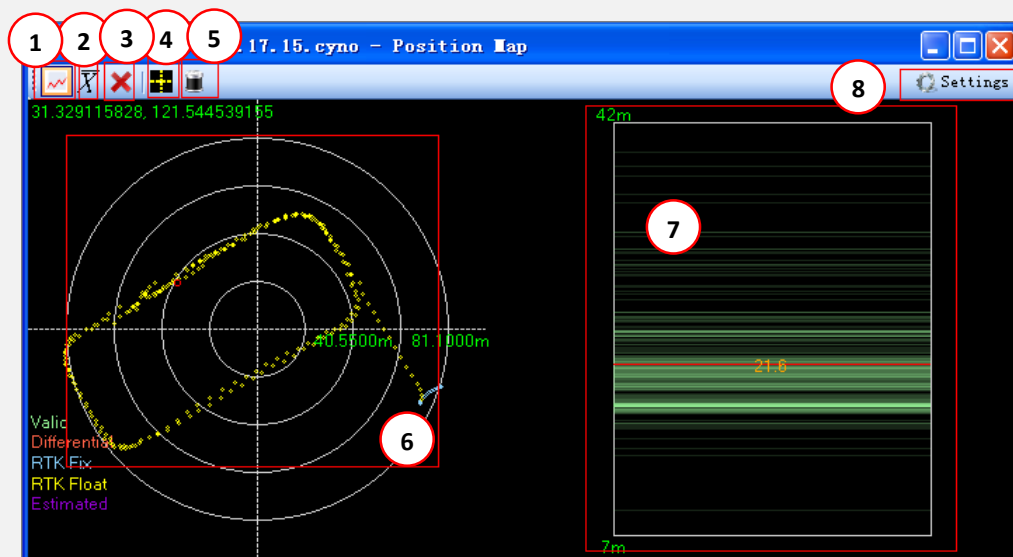 1 2 3 4 5
.17.15.cyno - Position Map
X
8
Settings
31.329115828, 121.544539155
42m
7
21.6
40.5500m 81.1000m
Valid
Differential
RTK Fix
RTK Float
Estimated
6
7m